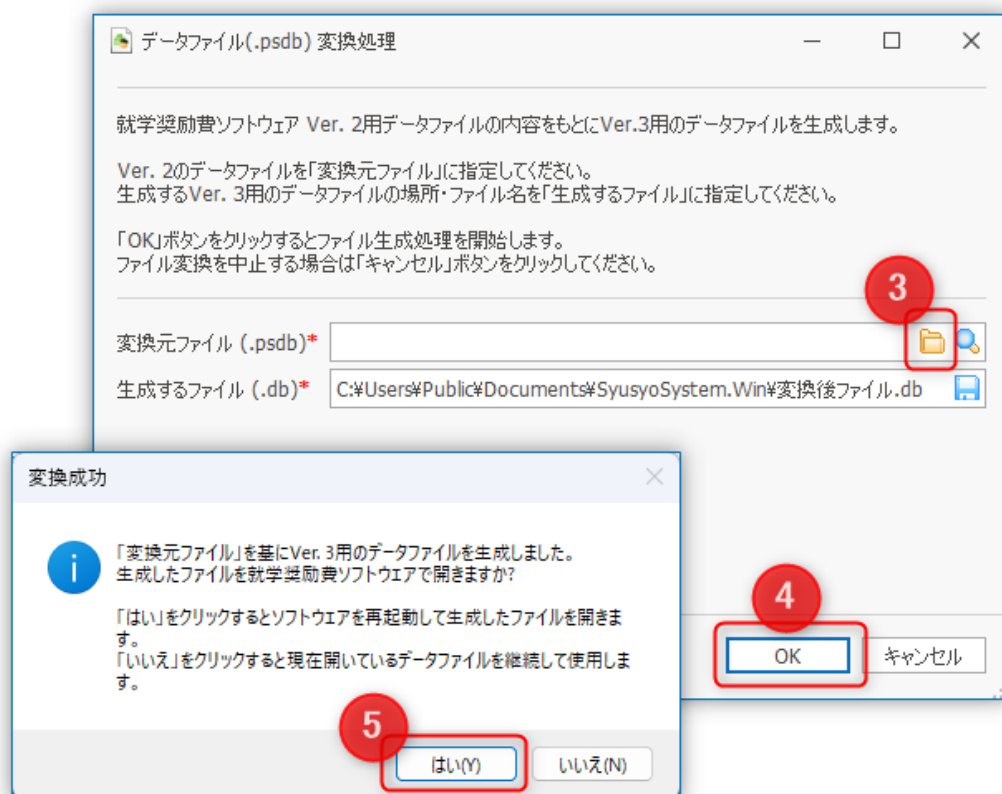 データファイル(.psdb) 変換処理
就学奨励費ソフトウェア Ver. 2用データファイルの内容をもとにVer.3用のデータファイルを生成します。
Ver. 2のデータファイルを「変換元ファイル」に指定してください。
生成するVer. 3用のデータファイルの場所・ファイル名を「生成するファイル」に指定してください。
「OK」ボタンをクリックするとファイル生成処理を開始します。
ファイル変換を中止する場合は「キャンセル」ボタンをクリックしてください。
3
変換元ファイル (.psdb)*
生成するファイル (.db)* C:¥Users¥Public¥Documents¥SyusyoSystem.Win¥変換後ファイル.db
変換成功
「変換元ファイル」を基にVer. 3用のデータファイルを生成しました。
生成したファイルを就学奨励費ソフトウェアで開きますか?
「はい」をクリックするとソフトウェアを再起動して生成したファイルを開きま
す。
「いいえ」をクリックすると現在開いているデータファイルを継続して使用しま
す。
4
OK キャンセル
5
はい(Y) いいえ(N)